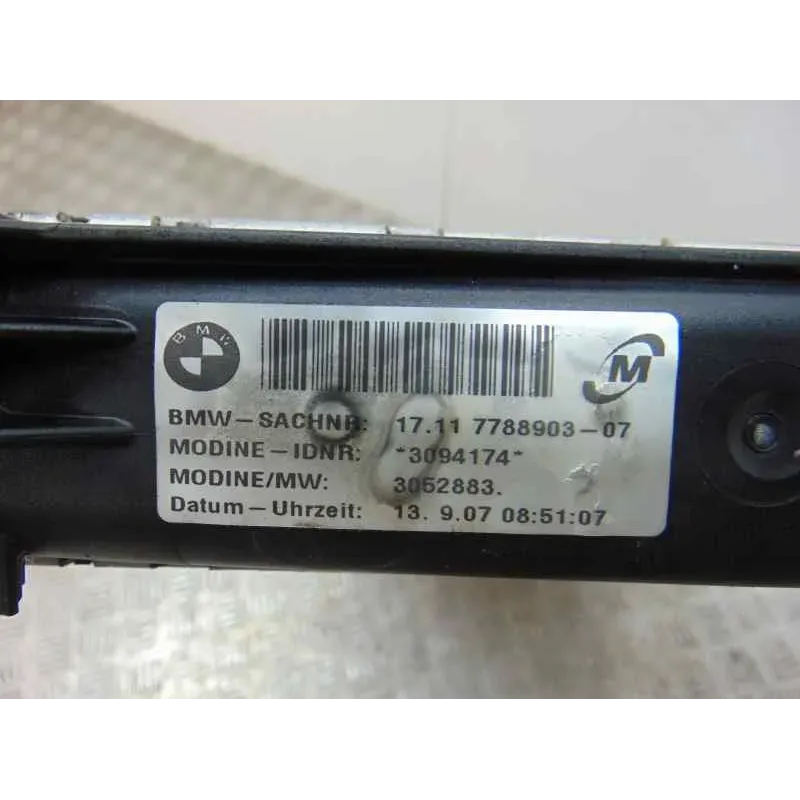 BMW
M
BMW-SACHNR: 17.11 7788903-07
MODINE-IDNR: *3094174*
MODINE/MW: 3052883.
Datum-Uhrzeit: 13. 9.07 08:51:07